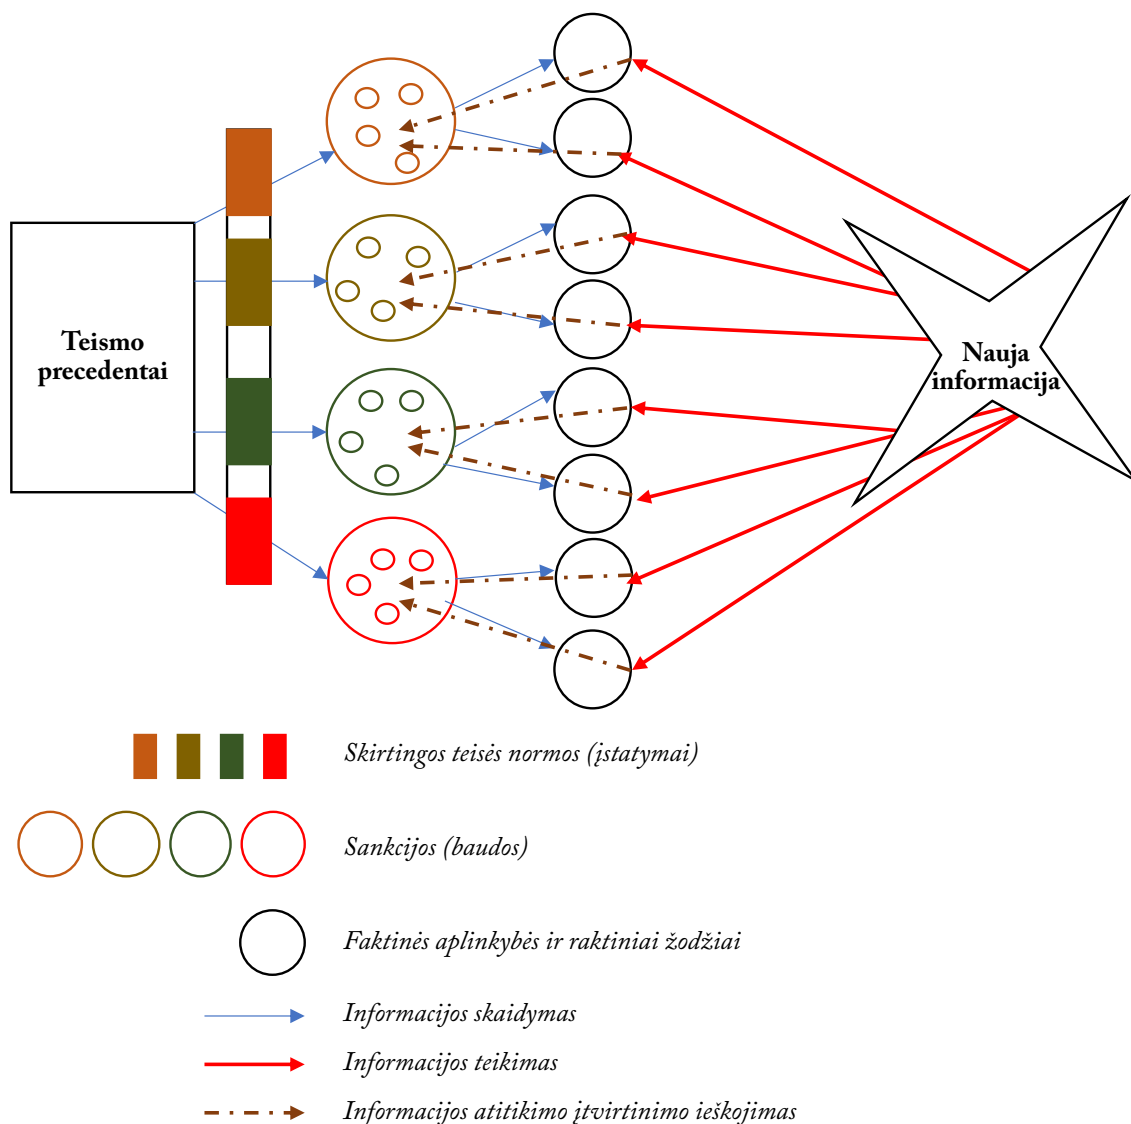 Teismo
precedentai
Nauja
informacija
Skirtingos teisės normos (įstatymai)
Sankcijos (baudos)
Faktinės aplinkybės ir raktiniai žodžiai
Informacijos skaidymas
Informacijos teikimas
Informacijos atitikimo įtvirtinimo ieškojimas